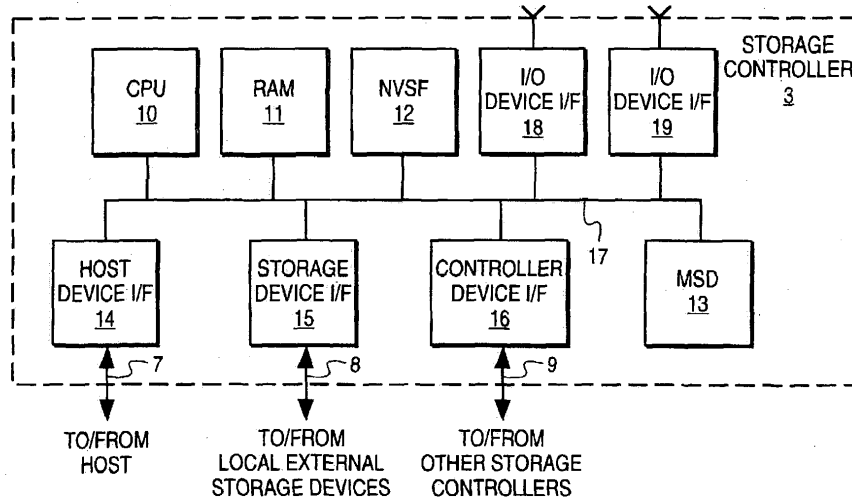 STORAGE
CONTROLLER
3
CPU
10
RAM
11
NVSF
12
I/O
DEVICE I/F
18
I/O
DEVICE I/F
19
17
HOST
DEVICE I/F
14
STORAGE
DEVICE I/F
15
CONTROLLER
DEVICE I/F
16
MSD
13
7
8
9
TO/FROM
HOST
TO/FROM
LOCAL EXTERNAL
STORAGE DEVICES
TO/FROM
OTHER STORAGE
CONTROLLERS